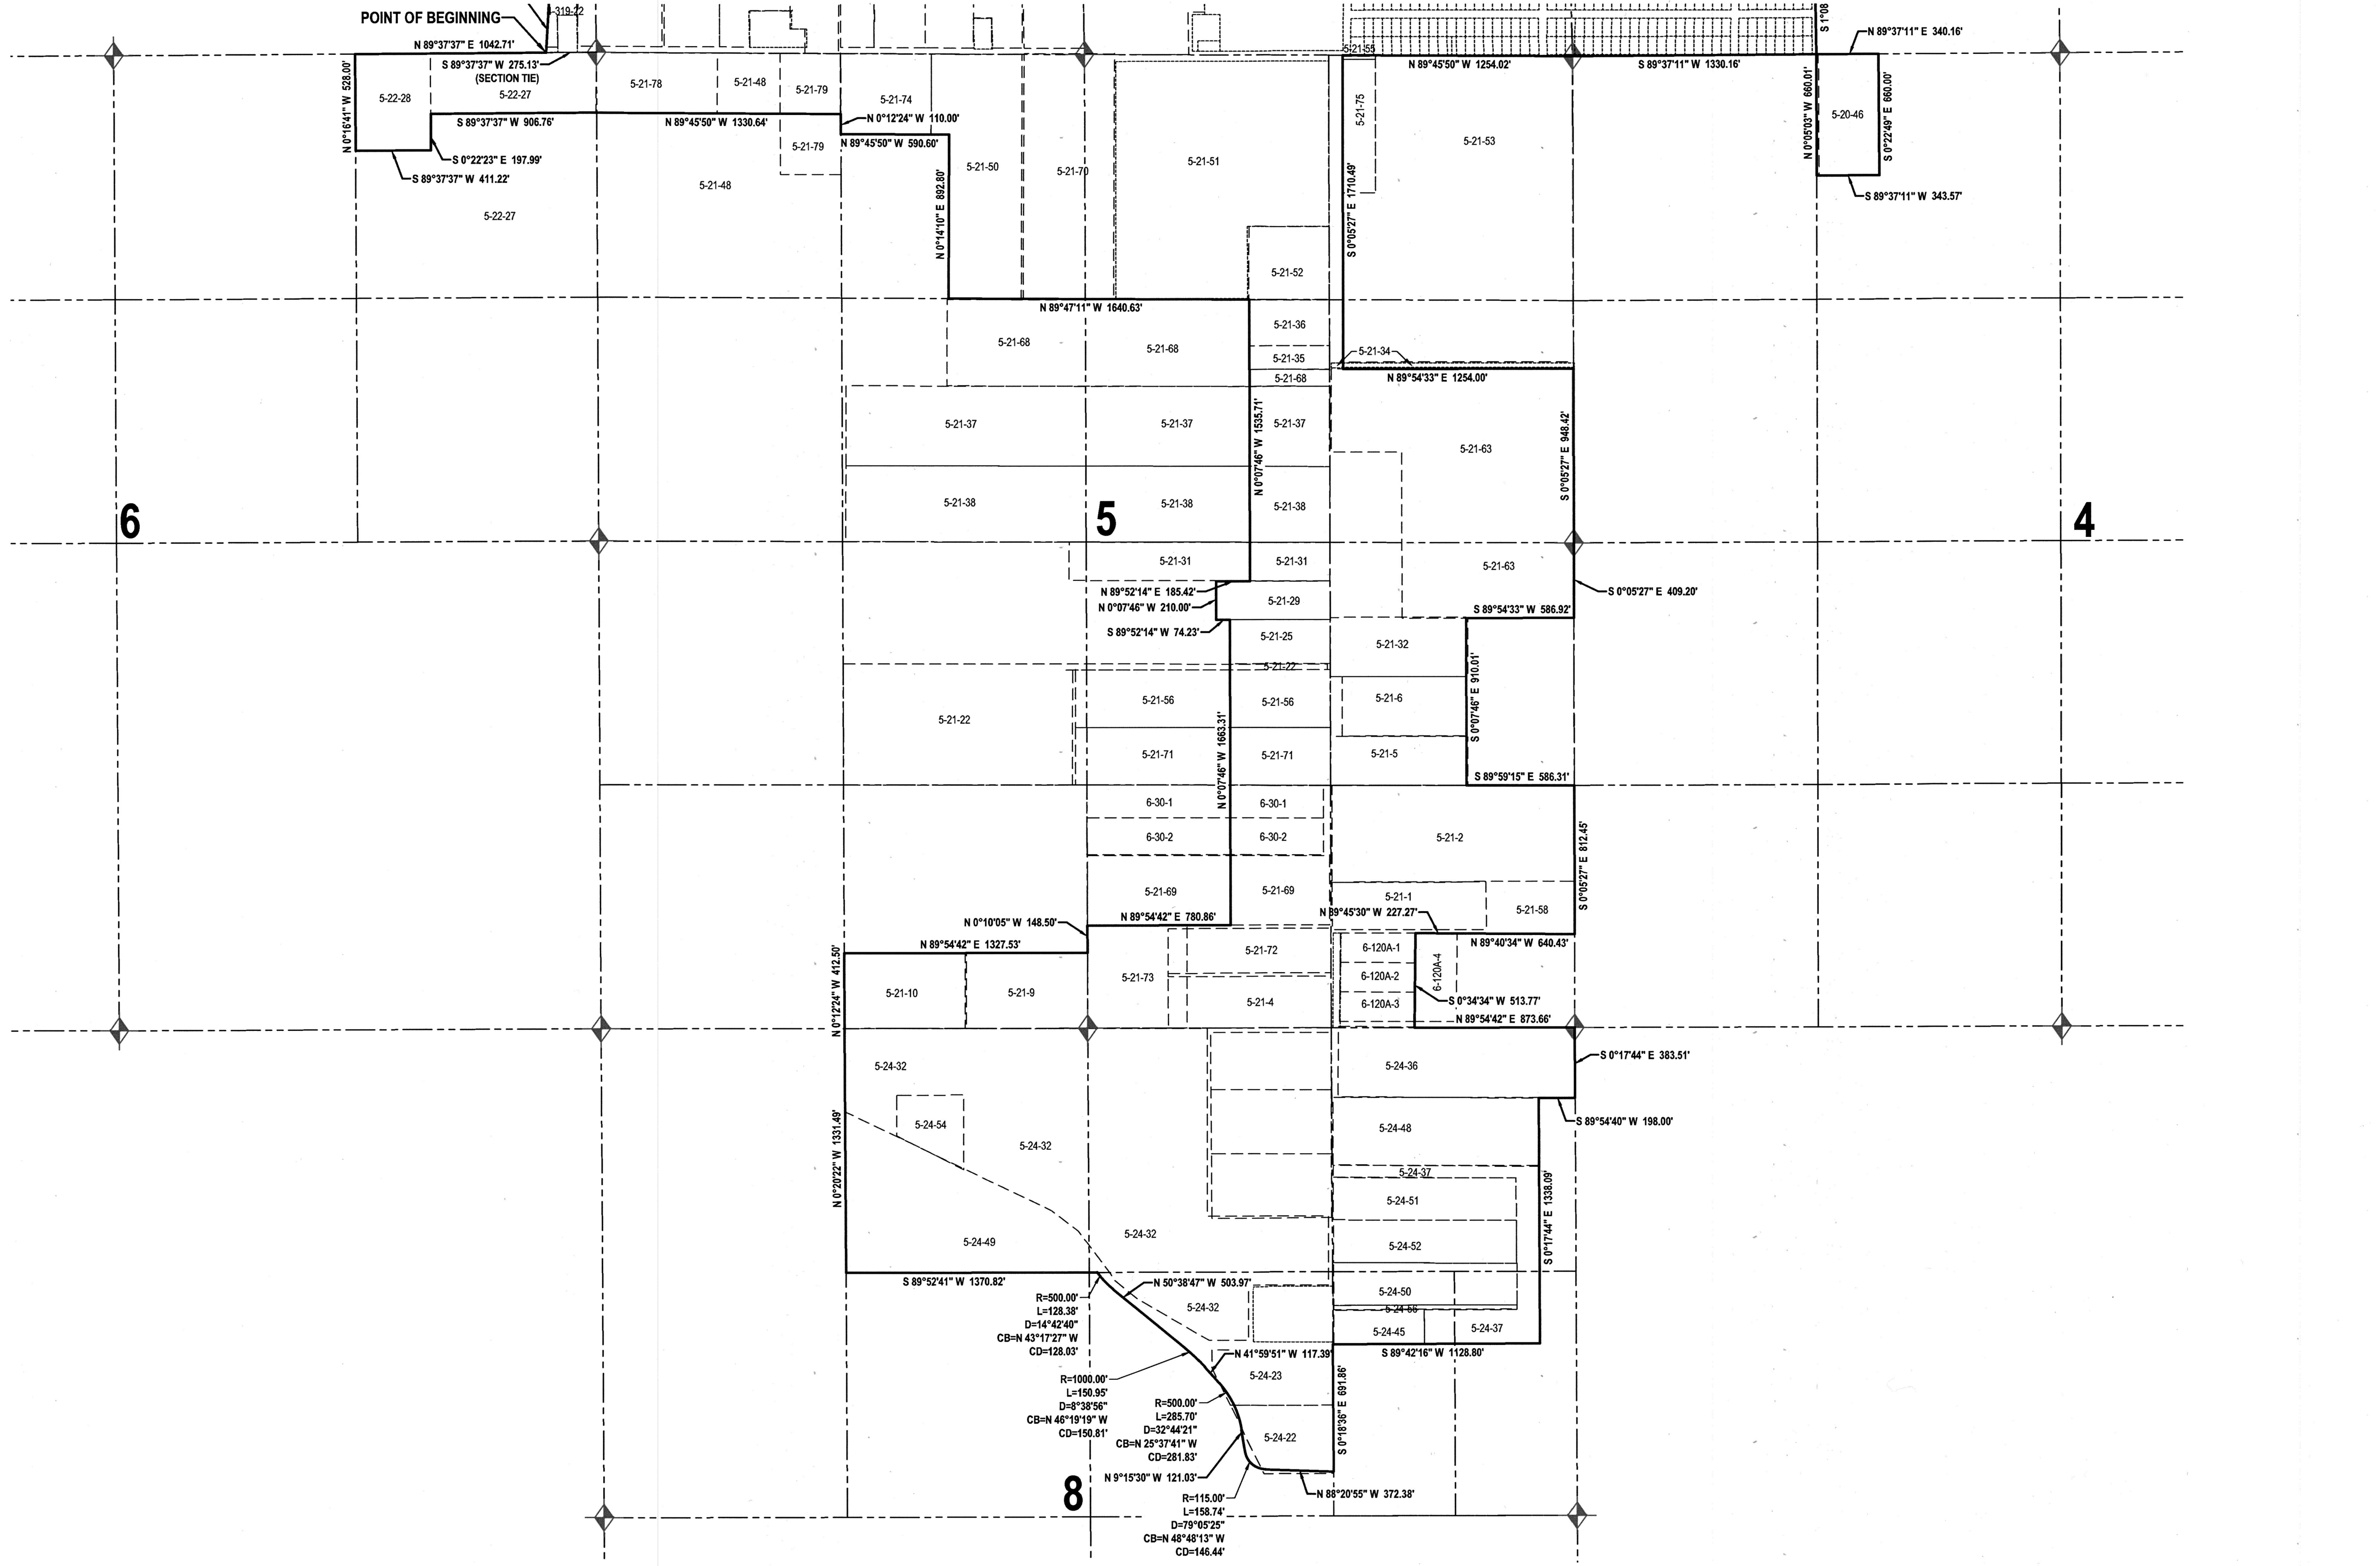 5-319-22
POINT OF BEGINNING
S 1°08
N 89°37'37" E 1042.71'
N 89°37'11" E 340.16'
5-21-55
S 89°37'37" W 275.13'
(SECTION TIE)
N 89°45'50" W 1254.02'
S 89°37'11" W 1330.16'
N 0°16'41" W 528.00'
5-22-28
5-22-27
5-21-78
5-21-48
5-21-79
5-21-74
5-21-75
N 0°05'03" W 660.01'
5-20-46
S 0°22'49" E 660.00'
S 89°37'37" W 906.76'
N 89°45'50" W 1330.64'
N 0°12'24" W 110.00'
N 89°45'50" W 590.60'
5-21-79
5-21-53
S 0°22'23" E 197.99'
S 89°37'37" W 411.22'
5-21-48
5-21-50
5-21-70
5-21-51
S 89°37'11" W 343.57'
5-22-27
N 0°14'10" E 892.80'
S 0°05'27" E 1710.49'
5-21-52
N 89°47'11" W 1640.63'
5-21-36
5-21-68
5-21-68
5-21-35
5-21-34
5-21-68
N 89°54'33" E 1254.00'
5-21-37
5-21-37
N 0°07'46" W 1535.71'
5-21-37
5-21-63
S 0°05'27" E 948.42'
5-21-38
5-21-38
5-21-38
6
5
4
5-21-31
5-21-31
5-21-63
N 89°52'14" E 185.42'
S 0°05'27" E 409.20'
N 0°07'46" W 210.00'
5-21-29
S 89°54'33" W 586.92'
S 89°52'14" W 74.23'
5-21-25
5-21-32
5-21-22
5-21-56
5-21-56
5-21-6
S 0°07'46" E 910.01'
5-21-22
N 0°07'46" W 1663.31'
5-21-71
5-21-71
5-21-5
S 89°59'15" E 586.31'
6-30-1
6-30-1
6-30-2
6-30-2
5-21-2
S 0°05'27" E 812.45'
5-21-69
5-21-69
5-21-1
5-21-58
N 0°10'05" W 148.50'
N 89°54'42" E 780.86'
N 89°45'30" W 227.27'
N 89°54'42" E 1327.53'
5-21-72
6-120A-1
N 89°40'34" W 640.43'
N 0°12'24" W 412.50'
5-21-73
6-120A-2
6-120A-4
5-21-10
5-21-9
5-21-4
6-120A-3
S 0°34'34" W 513.77'
N 89°54'42" E 873.66'
S 0°17'44" E 383.51'
5-24-32
5-24-36
5-24-54
5-24-48
S 89°54'40" W 198.00'
5-24-32
N 0°20'22" W 1331.49'
5-24-37
5-24-51
S 0°17'44" E 1338.09'
5-24-49
5-24-32
5-24-52
S 89°52'41" W 1370.82'
N 50°38'47" W 503.97'
R=500.00'
L=128.38'
D=14°42'40"
CB=N 43°17'27" W
CD=128.03'
5-24-32
5-24-50
5-24-56
5-24-45
5-24-37
N 41°59'51" W 117.39'
S 89°42'16" W 1128.80'
R=1000.00'
L=150.95'
D=8°38'56"
CB=N 46°19'19" W
CD=150.81'
5-24-23
S 0°18'36" E 691.86'
R=500.00'
L=285.70'
D=32°44'21"
CB=N 25°37'41" W
CD=281.83'
5-24-22
N 9°15'30" W 121.03'
8
N 88°20'55" W 372.38'
R=115.00'
L=158.74'
D=79°05'25"
CB=N 48°48'13" W
CD=146.44'